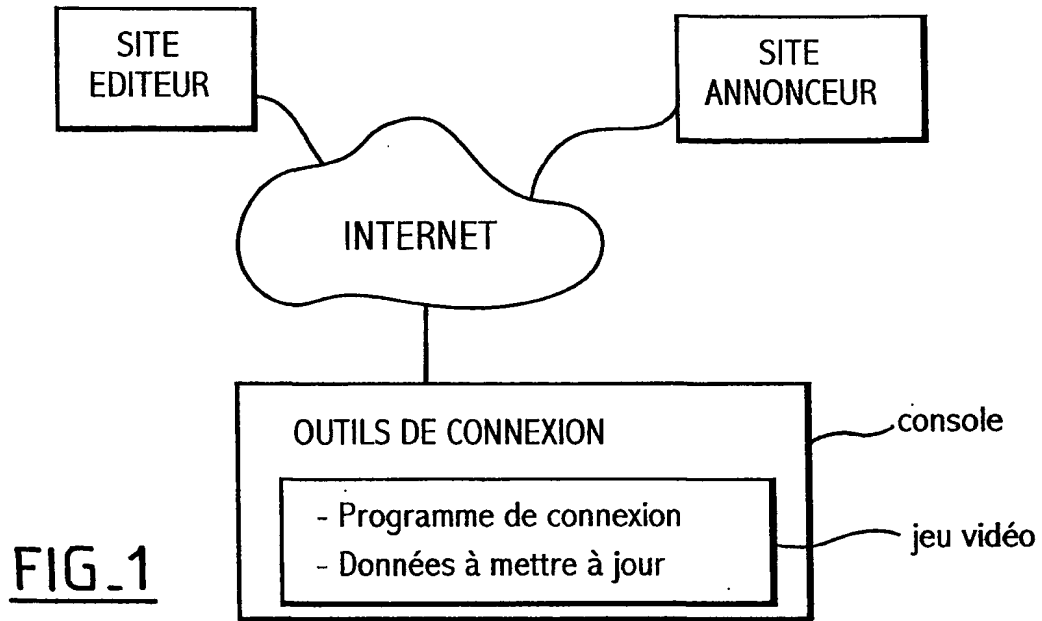 SITE
EDITEUR
SITE
ANNONCEUR
INTERNET
OUTILS DE CONNEXION
console
- Programme de connexion
- Données à mettre à jour
jeu vidéo
FIG_1